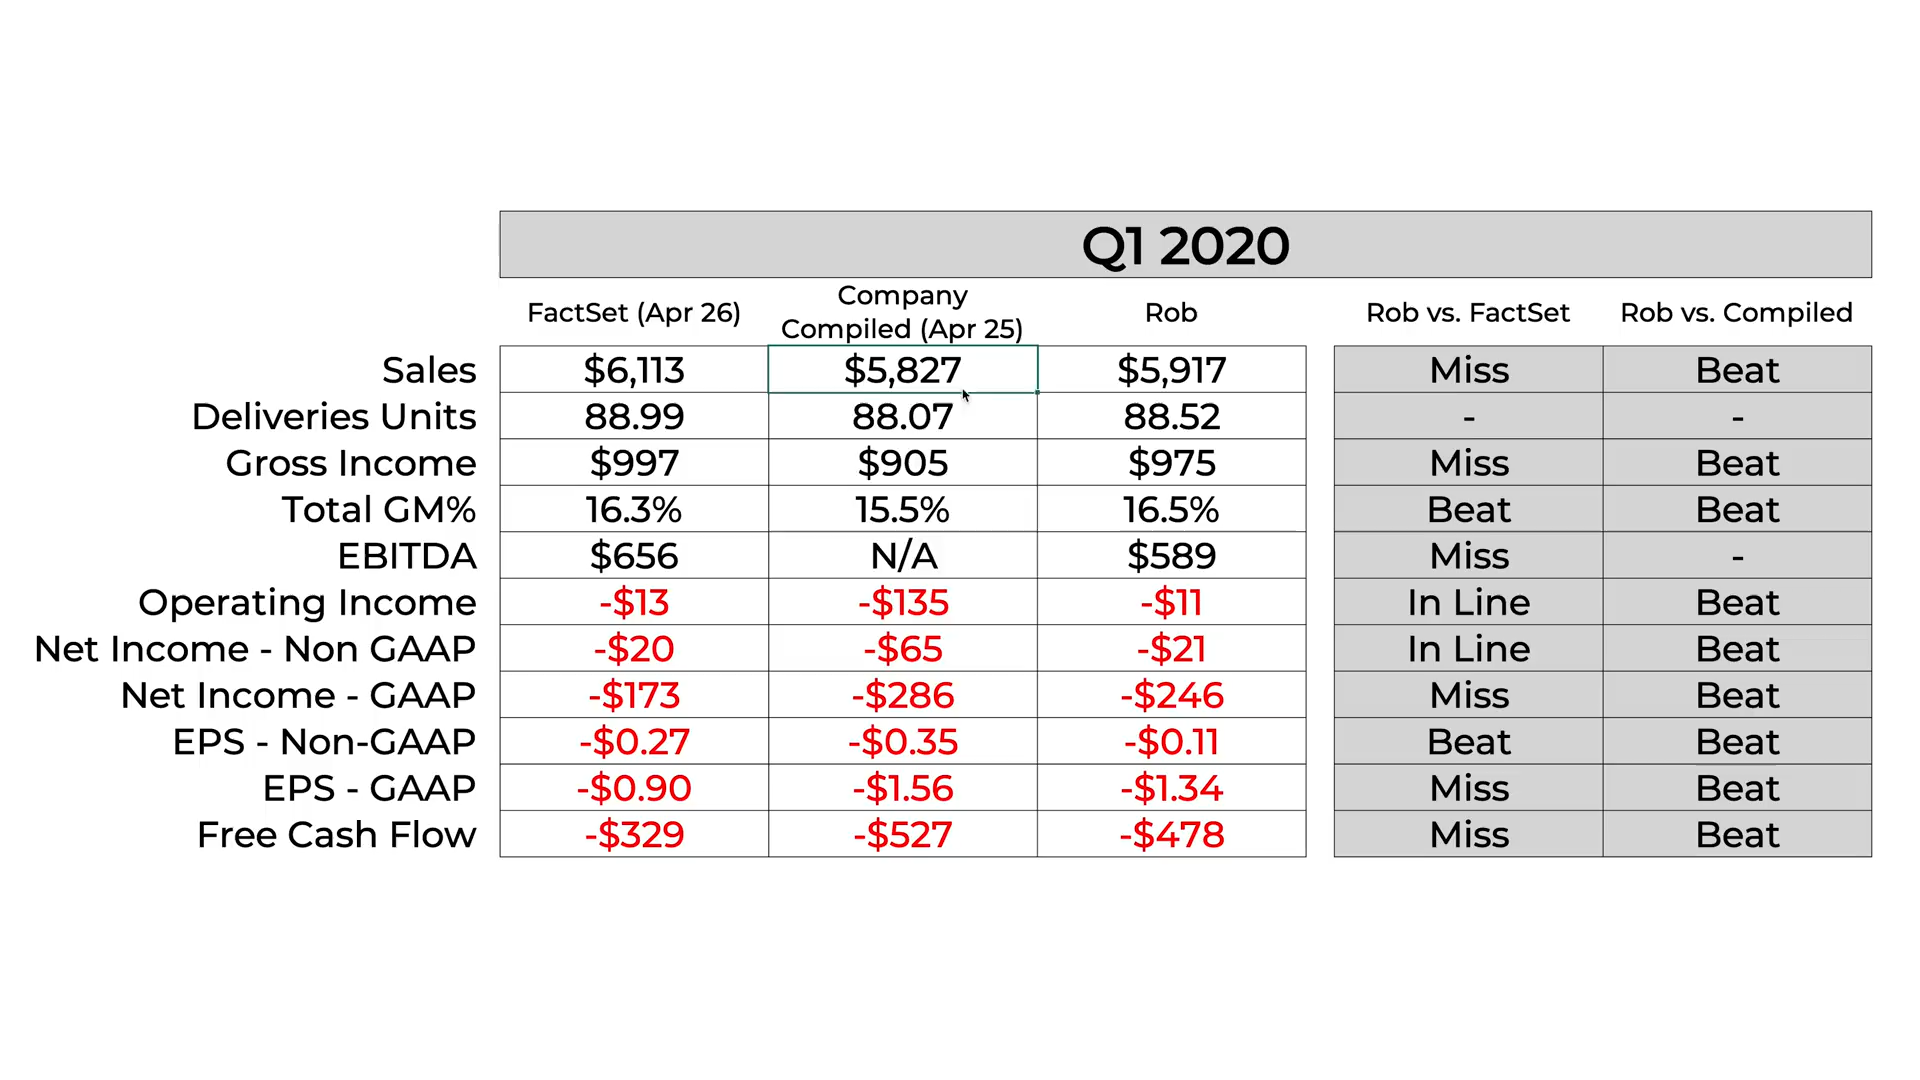 Q1 2020
FactSet (Apr 26) Company Compiled (Apr 25) Rob Rob vs. FactSet Rob vs. Compiled
Sales $6,113 $5,827 $5,917 Miss Beat
Deliveries Units 88.99 88.07 88.52 - -
Gross Income $997 $905 $975 Miss Beat
Total GM% 16.3% 15.5% 16.5% Beat Beat
EBITDA $656 N/A $589 Miss -
Operating Income -$13 -$135 -$11 In Line Beat
Net Income - Non GAAP -$20 -$65 -$21 In Line Beat
Net Income - GAAP -$173 -$286 -$246 Miss Beat
EPS - Non-GAAP -$0.27 -$0.35 -$0.11 Beat Beat
EPS - GAAP -$0.90 -$1.56 -$1.34 Miss Beat
Free Cash Flow -$329 -$527 -$478 Miss Beat